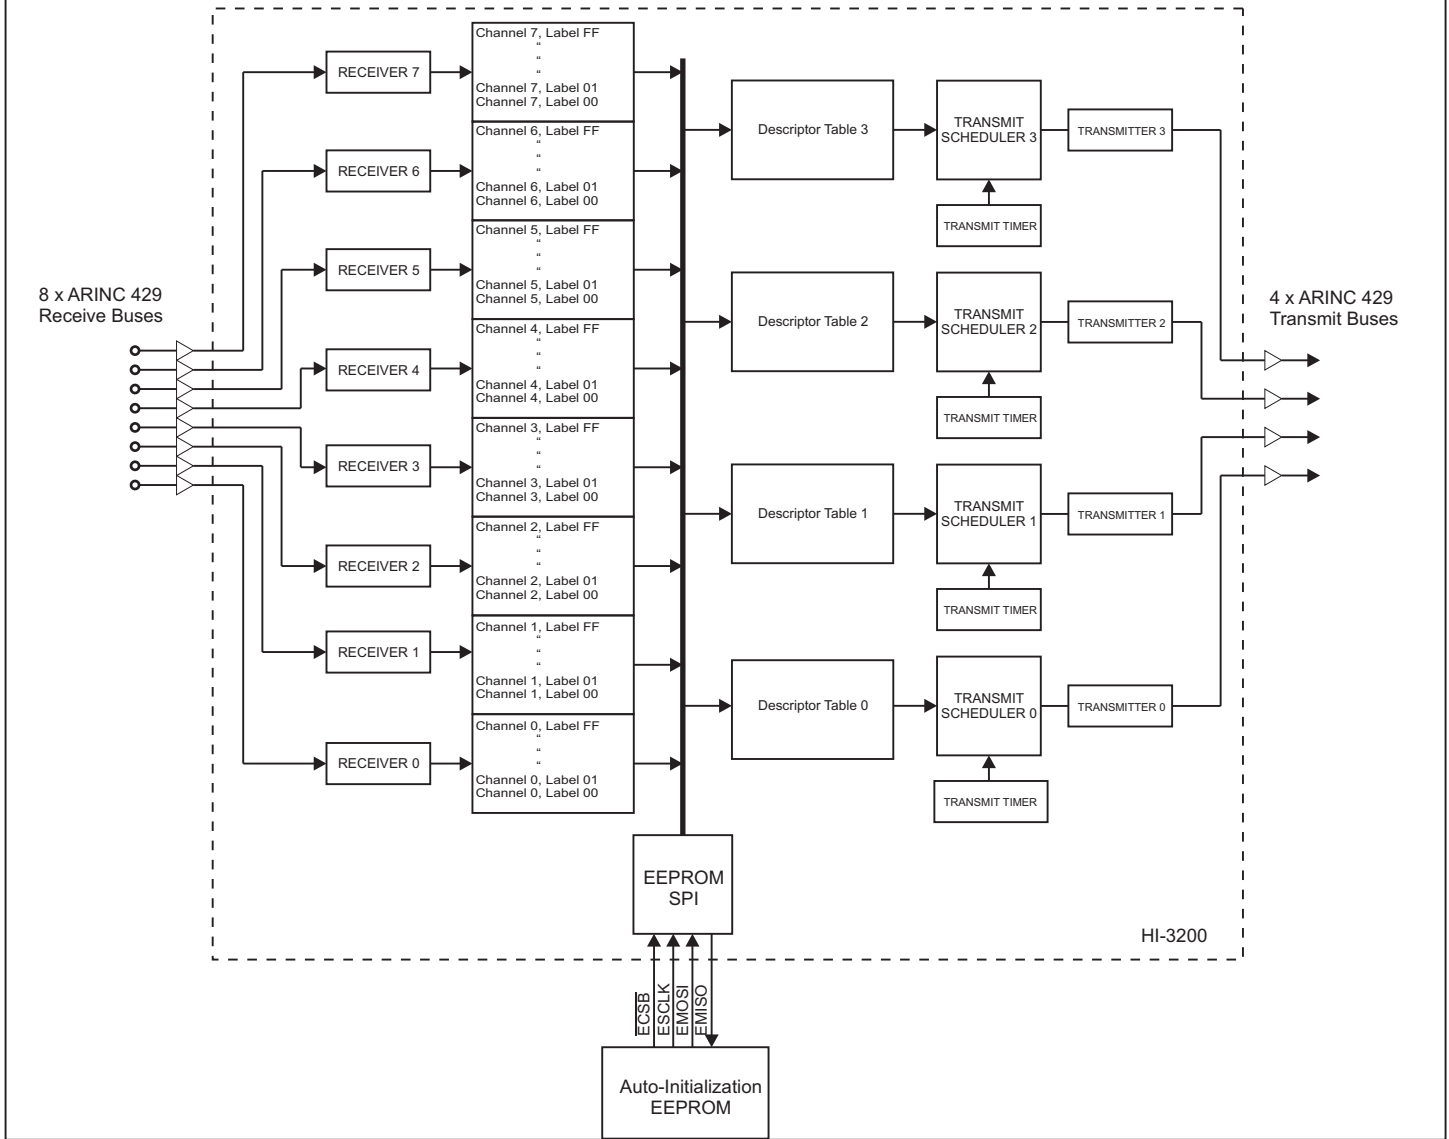 8 x ARINC 429
Receive Buses
RECEIVER 7
RECEIVER 6
RECEIVER 5
RECEIVER 4
RECEIVER 3
RECEIVER 2
RECEIVER 1
RECEIVER 0
Channel 7, Label FF
“
“
“
Channel 7, Label 01
Channel 7, Label 00
Channel 6, Label FF
“
“
“
Channel 6, Label 01
Channel 6, Label 00
Channel 5, Label FF
“
“
“
Channel 5, Label 01
Channel 5, Label 00
Channel 4, Label FF
“
“
“
Channel 4, Label 01
Channel 4, Label 00
Channel 3, Label FF
“
“
“
Channel 3, Label 01
Channel 3, Label 00
Channel 2, Label FF
“
“
“
Channel 2, Label 01
Channel 2, Label 00
Channel 1, Label FF
“
“
“
Channel 1, Label 01
Channel 1, Label 00
Channel 0, Label FF
“
“
“
Channel 0, Label 01
Channel 0, Label 00
Descriptor Table 3
TRANSMIT
SCHEDULER 3
TRANSMITTER 3
TRANSMIT TIMER
Descriptor Table 2
TRANSMIT
SCHEDULER 2
TRANSMITTER 2
TRANSMIT TIMER
Descriptor Table 1
TRANSMIT
SCHEDULER 1
TRANSMITTER 1
TRANSMIT TIMER
Descriptor Table 0
TRANSMIT
SCHEDULER 0
TRANSMITTER 0
TRANSMIT TIMER
4 x ARINC 429
Transmit Buses
EEPROM
SPI
HI-3200
ECSB
ESCLK
EMOSI
EMISO
Auto-Initialization
EEPROM